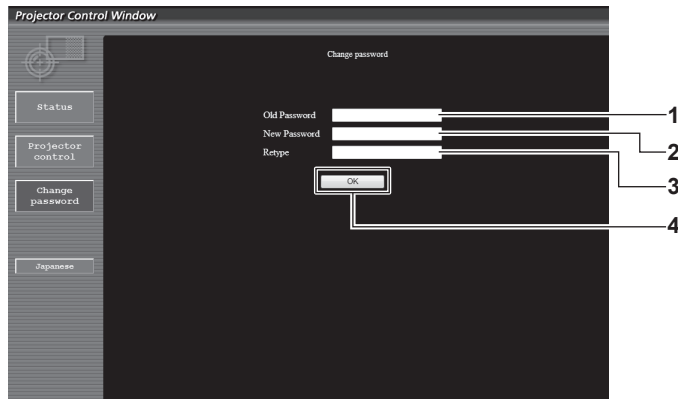 Projector Control Window
Change password
Status
Projector
control
Change
password
Japanese
Old Password
New Password
Retype
OK
1
2
3
4